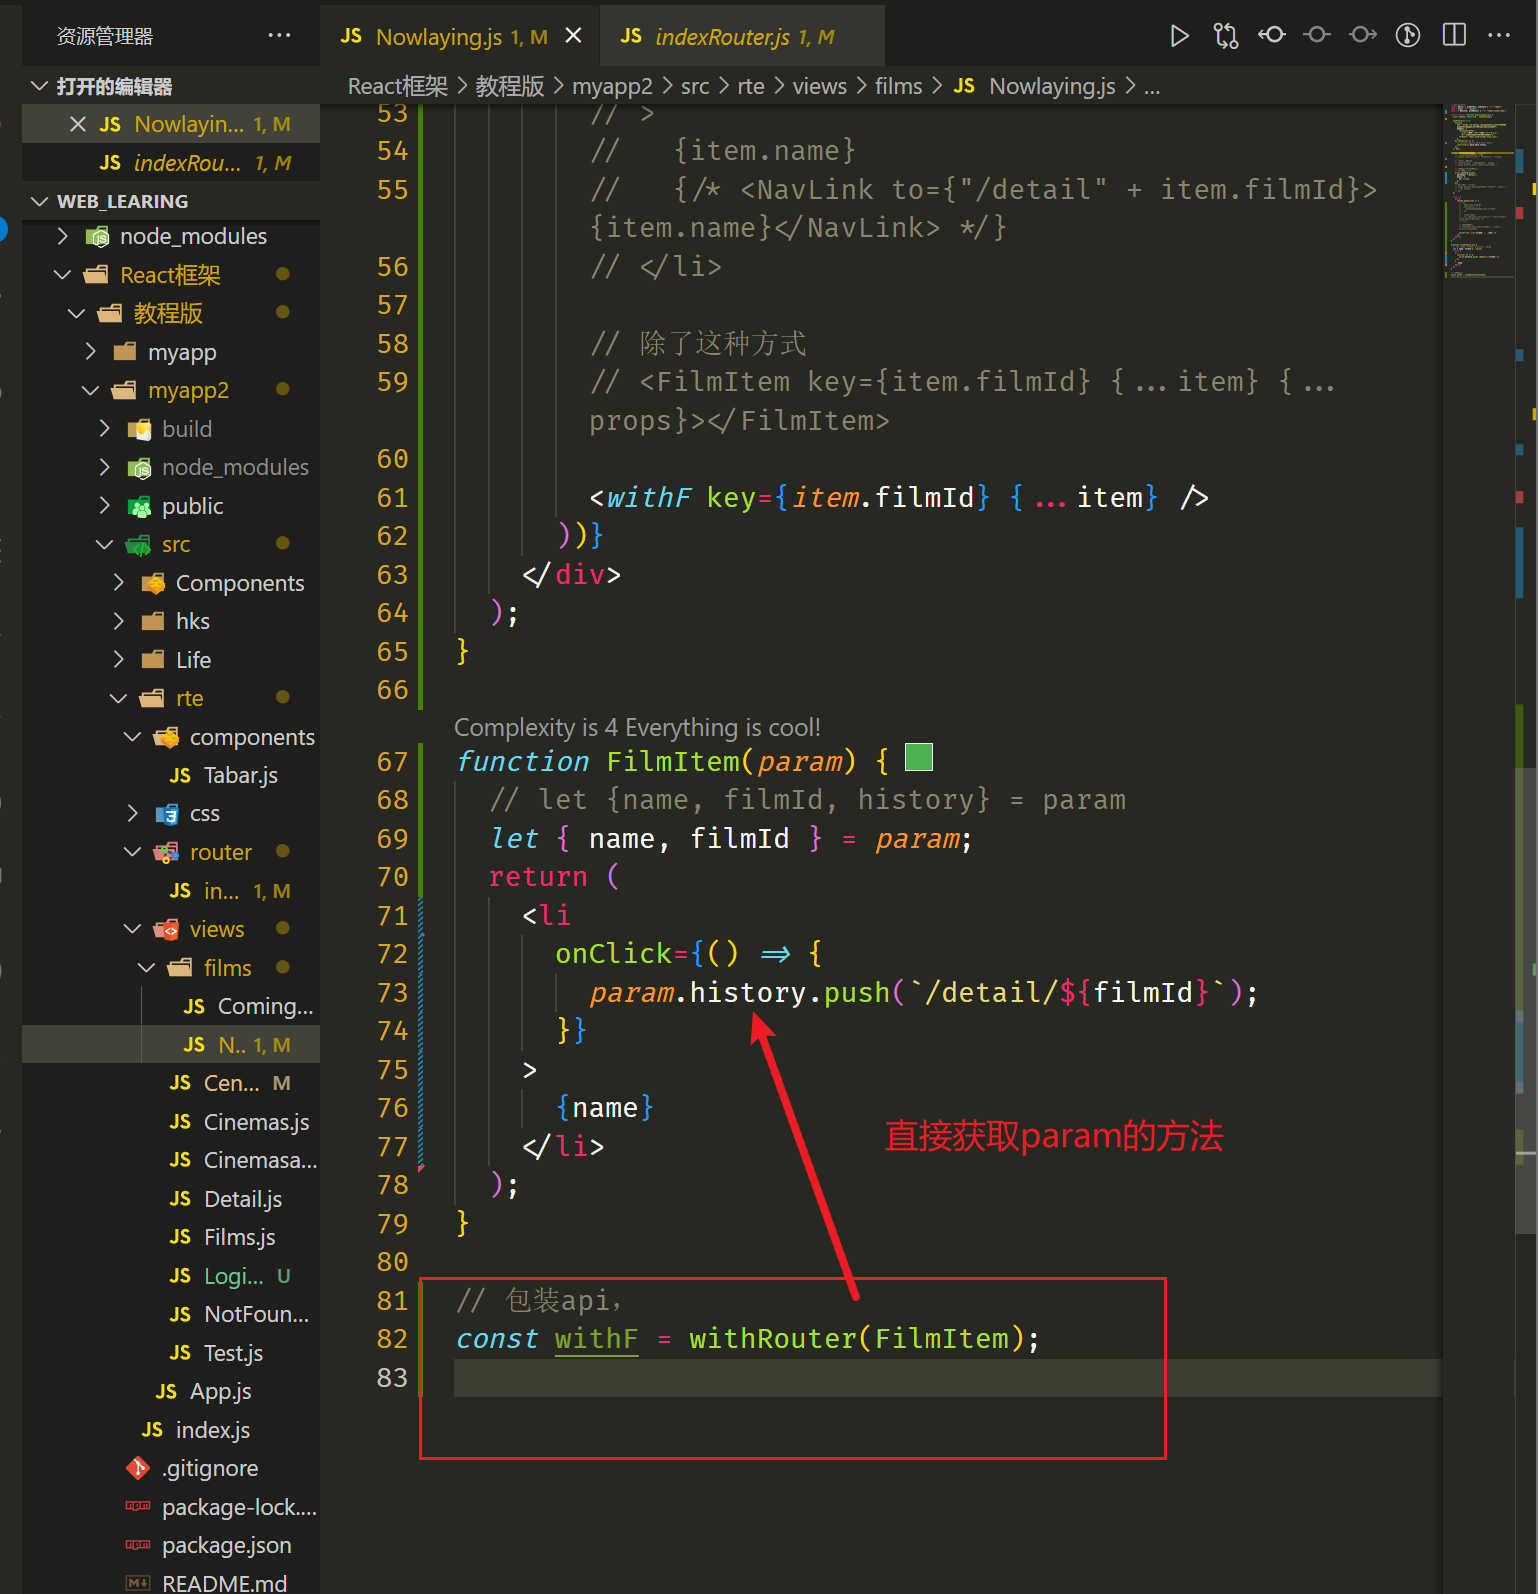 资源管理器 ···
JS Nowlaying.js 1, M ×
JS indexRouter.js 1, M
打开的编辑器
× JS Nowlayin... 1, M
JS indexRou... 1, M
WEB_LEARING
node_modules
React框架
教程版
myapp
myapp2
build
node_modules
public
src
Components
hks
Life
rte
components
JS Tabar.js
css
router
JS in... 1, M
views
films
JS Coming...
JS N.. 1, M
JS Cen... M
JS Cinemas.js
JS Cinemasa...
JS Detail.js
JS Films.js
JS Logi... U
JS NotFoun...
JS Test.js
JS App.js
JS index.js
.gitignore
package-lock....
package.json
README.md
React框架 > 教程版 > myapp2 > src > rte > views > films > JS Nowlaying.js > ...
53 // >
54 //   {item.name}
55 //   {/* <NavLink to={"/detail" + item.filmId}>
{item.name}</NavLink> */}
56 // </li>
57
58 // 除了这种方式
59 // <FilmItem key={item.filmId} {...item} {...
props}></FilmItem>
60
61 <withF key={item.filmId} {...item} />
62 ))}
63 </div>
64 );
65 }
66
Complexity is 4 Everything is cool!
67 function FilmItem(param) {
68 // let {name, filmId, history} = param
69 let { name, filmId } = param;
70 return (
71 <li
72 onClick={() => {
73 param.history.push(`/detail/${filmId}`);
74 }}
75 >
76 {name}
77 </li>
78 );
79 }
80
81 // 包装api,
82 const withF = withRouter(FilmItem);
83
直接获取param的方法